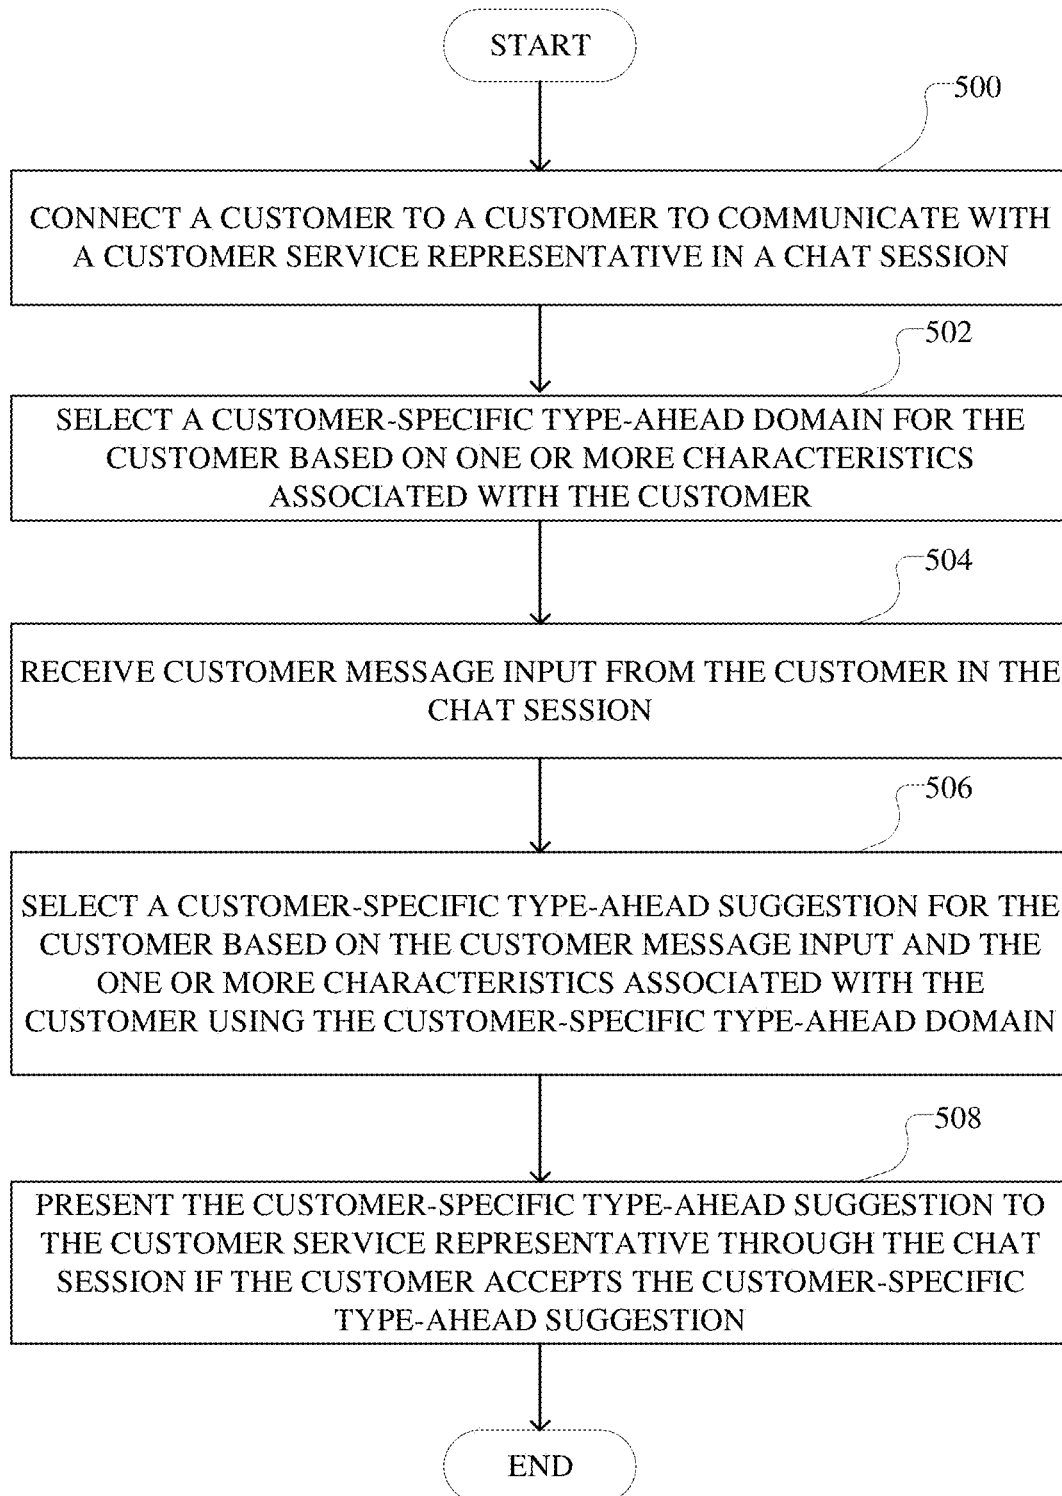 START
500
CONNECT A CUSTOMER TO A CUSTOMER TO COMMUNICATE WITH
A CUSTOMER SERVICE REPRESENTATIVE IN A CHAT SESSION
502
SELECT A CUSTOMER-SPECIFIC TYPE-AHEAD DOMAIN FOR THE
CUSTOMER BASED ON ONE OR MORE CHARACTERISTICS
ASSOCIATED WITH THE CUSTOMER
504
RECEIVE CUSTOMER MESSAGE INPUT FROM THE CUSTOMER IN THE
CHAT SESSION
506
SELECT A CUSTOMER-SPECIFIC TYPE-AHEAD SUGGESTION FOR THE
CUSTOMER BASED ON THE CUSTOMER MESSAGE INPUT AND THE
ONE OR MORE CHARACTERISTICS ASSOCIATED WITH THE
CUSTOMER USING THE CUSTOMER-SPECIFIC TYPE-AHEAD DOMAIN
508
PRESENT THE CUSTOMER-SPECIFIC TYPE-AHEAD SUGGESTION TO
THE CUSTOMER SERVICE REPRESENTATIVE THROUGH THE CHAT
SESSION IF THE CUSTOMER ACCEPTS THE CUSTOMER-SPECIFIC
TYPE-AHEAD SUGGESTION
END